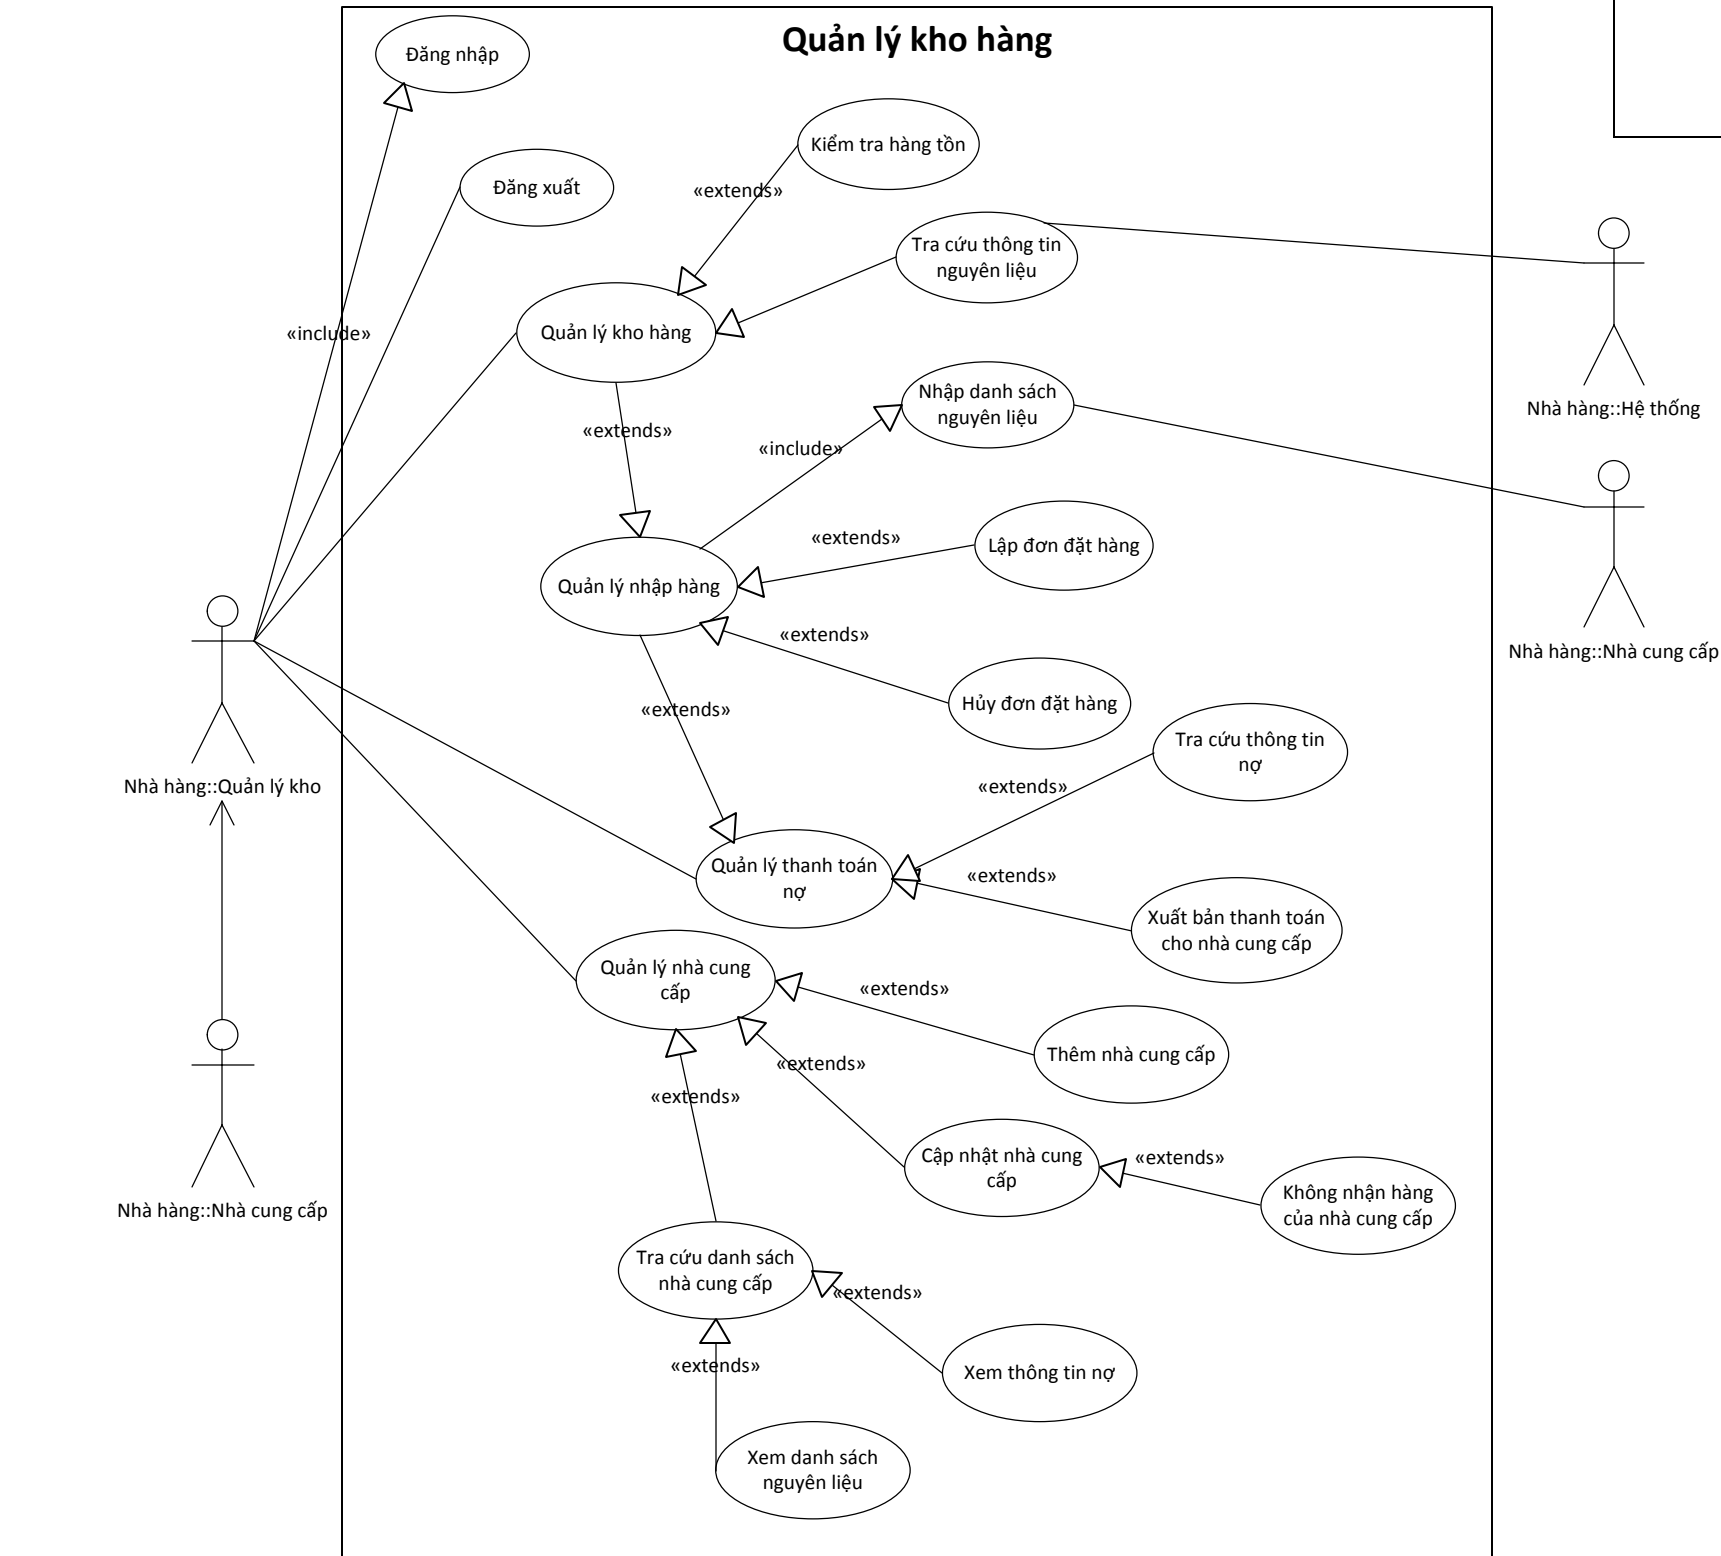 Quản lý kho hàng
Đăng nhập
Kiểm tra hàng tồn
Đăng xuất
«extends»
Tra cứu thông tin
nguyên liệu
«include»
Quản lý kho hàng
Nhà hàng::Hệ thống
Nhập danh sách
nguyên liệu
«extends»
«include»
«extends»
Lập đơn đặt hàng
Quản lý nhập hàng
«extends»
Nhà hàng::Nhà cung cấp
Hủy đơn đặt hàng
«extends»
Tra cứu thông tin
nợ
Nhà hàng::Quản lý kho
«extends»
Quản lý thanh toán
nợ
«extends»
Xuất bản thanh toán
cho nhà cung cấp
Quản lý nhà cung
cấp
«extends»
Thêm nhà cung cấp
«extends»
«extends»
Cập nhật nhà cung
cấp
«extends»
Không nhận hàng
của nhà cung cấp
Nhà hàng::Nhà cung cấp
Tra cứu danh sách
nhà cung cấp
«extends»
«extends»
Xem thông tin nợ
Xem danh sách
nguyên liệu